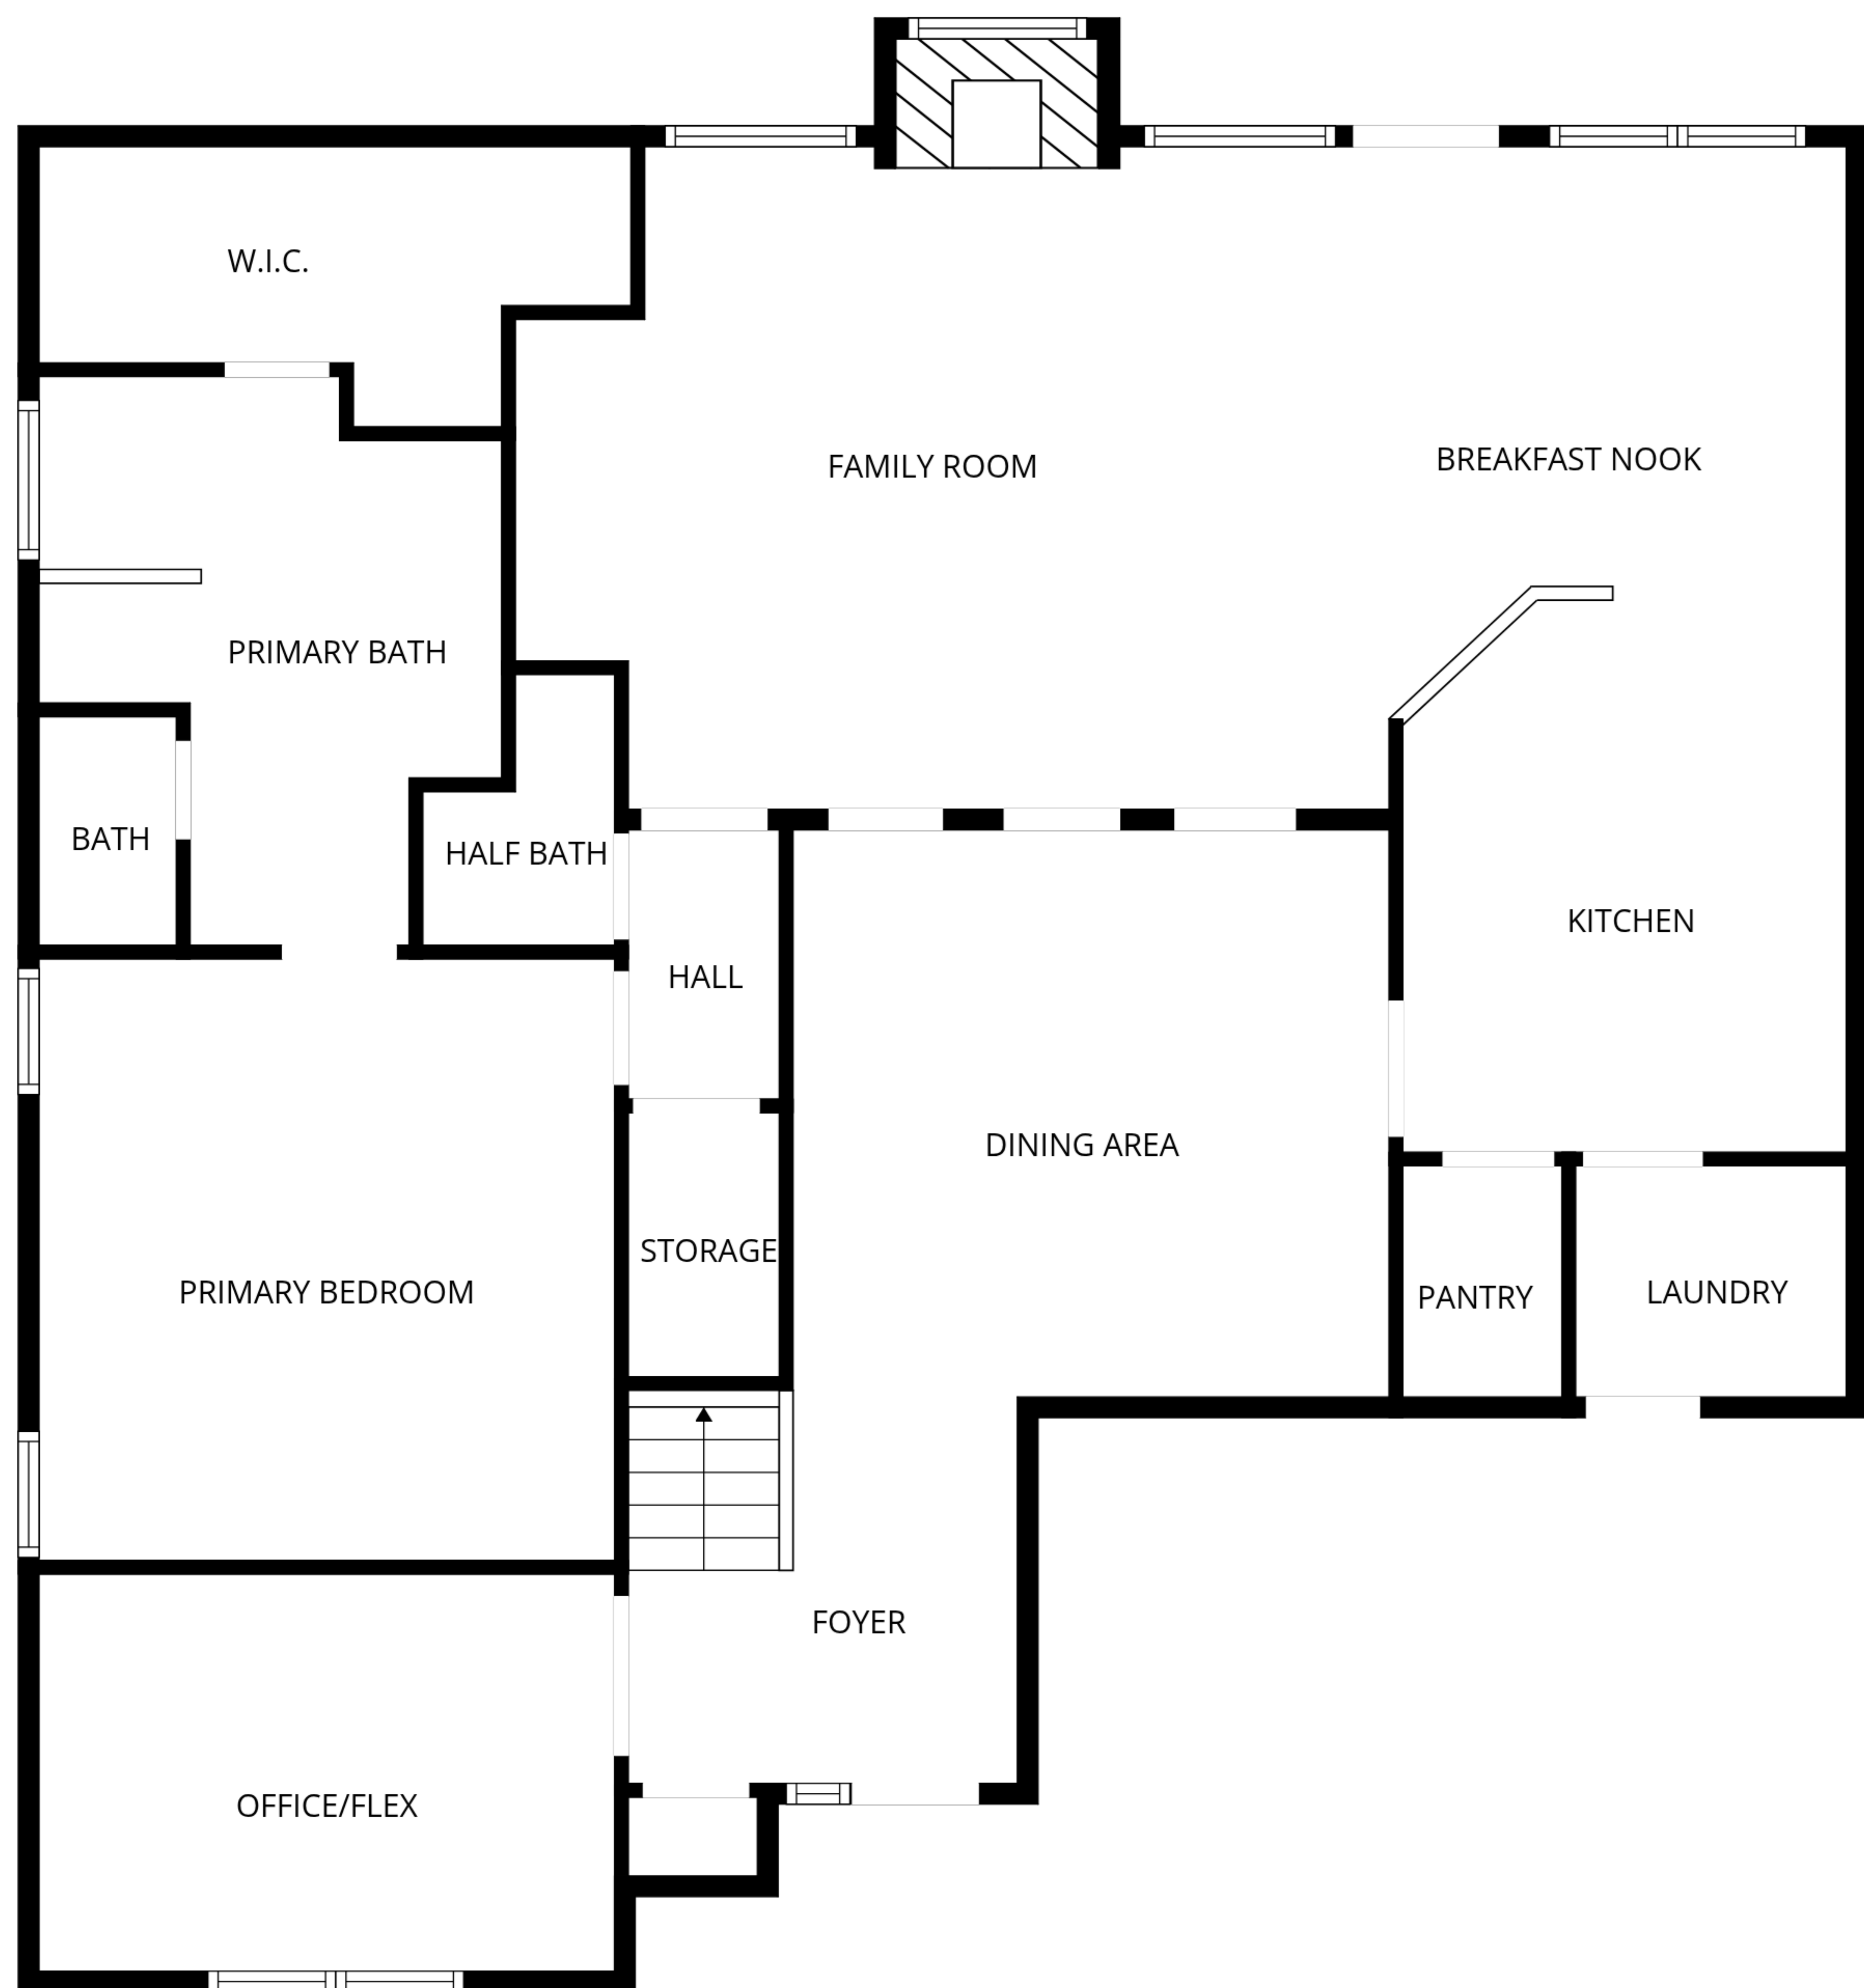 W.I.C.
FAMILY ROOM
BREAKFAST NOOK
PRIMARY BATH
BATH
HALF BATH
KITCHEN
HALL
DINING AREA
STORAGE
PRIMARY BEDROOM
PANTRY
LAUNDRY
FOYER
OFFICE/FLEX